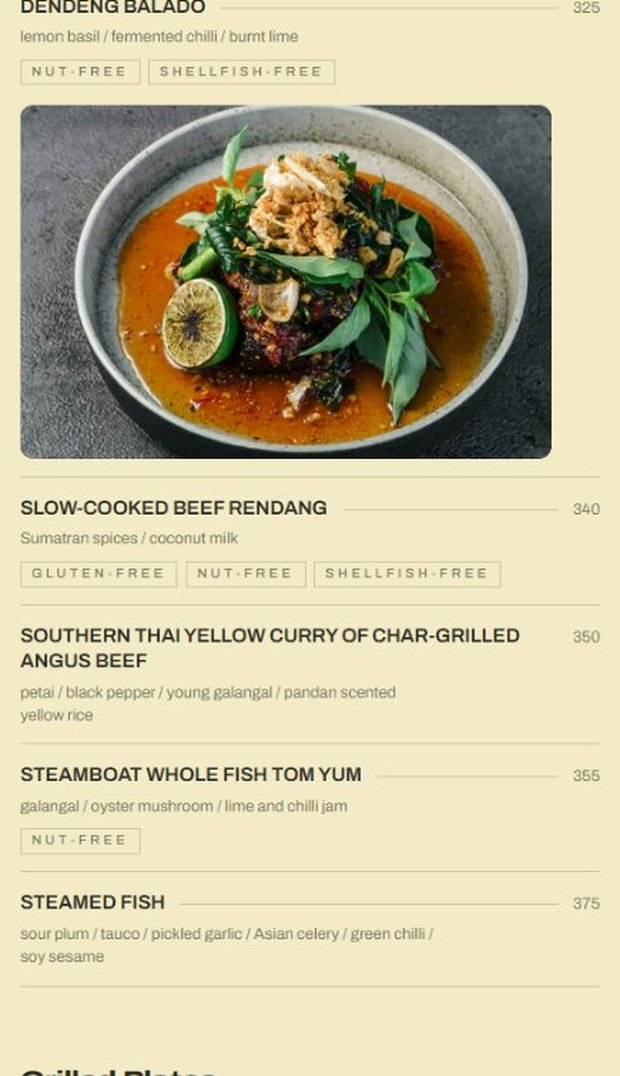 DENDENG BALADO 325
lemon basil / fermented chilli / burnt lime
NUT-FREE SHELLFISH-FREE
SLOW-COOKED BEEF RENDANG 340
Sumatran spices / coconut milk
GLUTEN-FREE NUT-FREE SHELLFISH-FREE
SOUTHERN THAI YELLOW CURRY OF CHAR-GRILLED 350
ANGUS BEEF
petai / black pepper / young galangal / pandan scented
yellow rice
STEAMBOAT WHOLE FISH TOM YUM 355
galangal / oyster mushroom / lime and chilli jam
NUT-FREE
STEAMED FISH 375
sour plum / tauco / pickled garlic / Asian celery / green chilli /
soy sesame
Grilled Plates